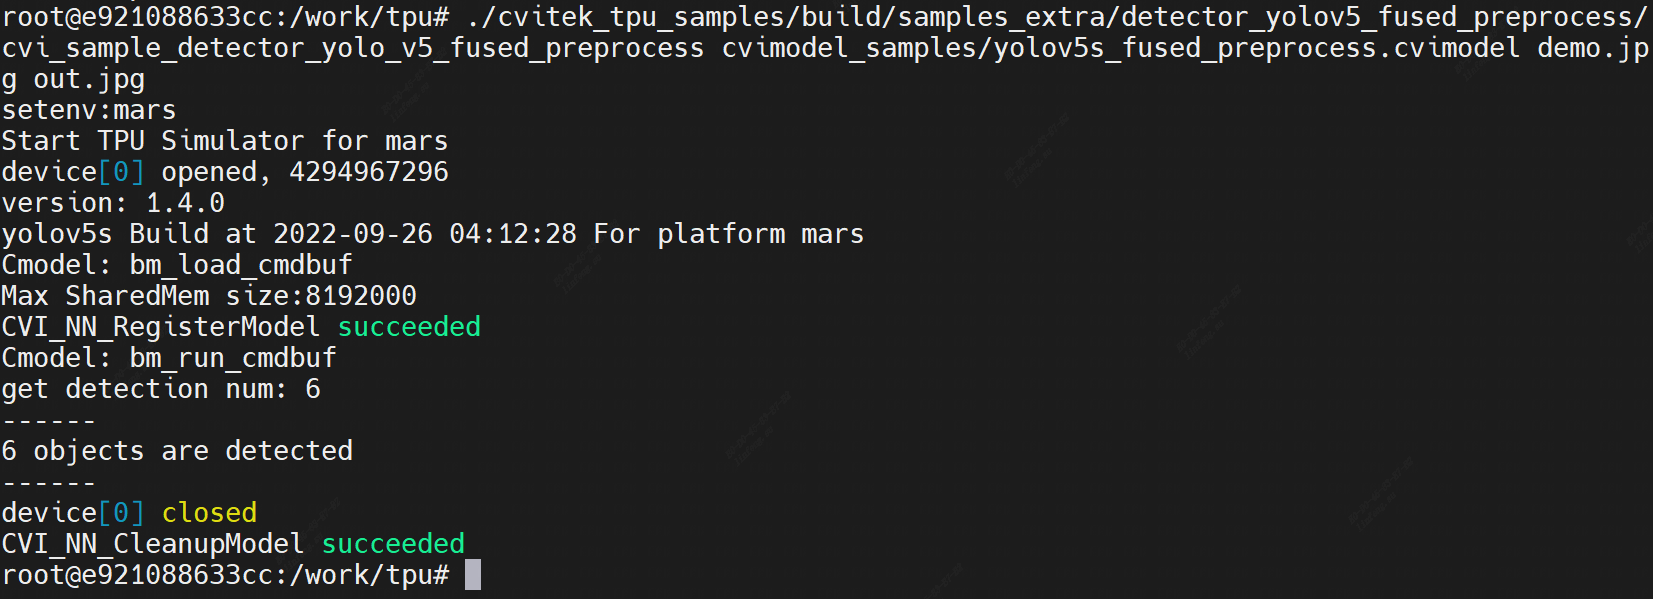 root@e921088633cc:/work/tpu# ./cvitek_tpu_samples/build/samples_extra/detector_yolov5_fused_preprocess/
cvi_sample_detector_yolo_v5_fused_preprocess cvimodel_samples/yolov5s_fused_preprocess.cvimodel demo.jp
g out.jpg
setenv:mars
Start TPU Simulator for mars
device[0] opened, 4294967296
version: 1.4.0
yolov5s Build at 2022-09-26 04:12:28 For platform mars
Cmodel: bm_load_cmdbuf
Max SharedMem size:8192000
CVI_NN_RegisterModel succeeded
Cmodel: bm_run_cmdbuf
get detection num: 6
------
6 objects are detected
------
device[0] closed
CVI_NN_CleanupModel succeeded
root@e921088633cc:/work/tpu#